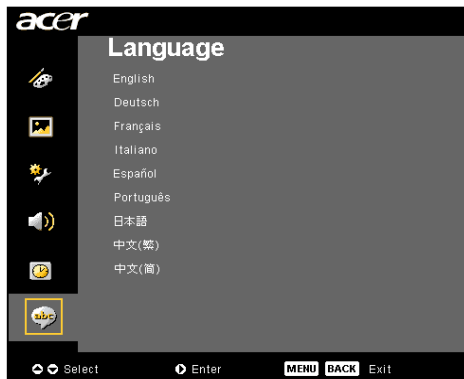 acer
Language
English
Deutsch
Français
Italiano
Español
Português
日本語
中文(繁)
中文(简)
abc
Select Enter MENU BACK Exit